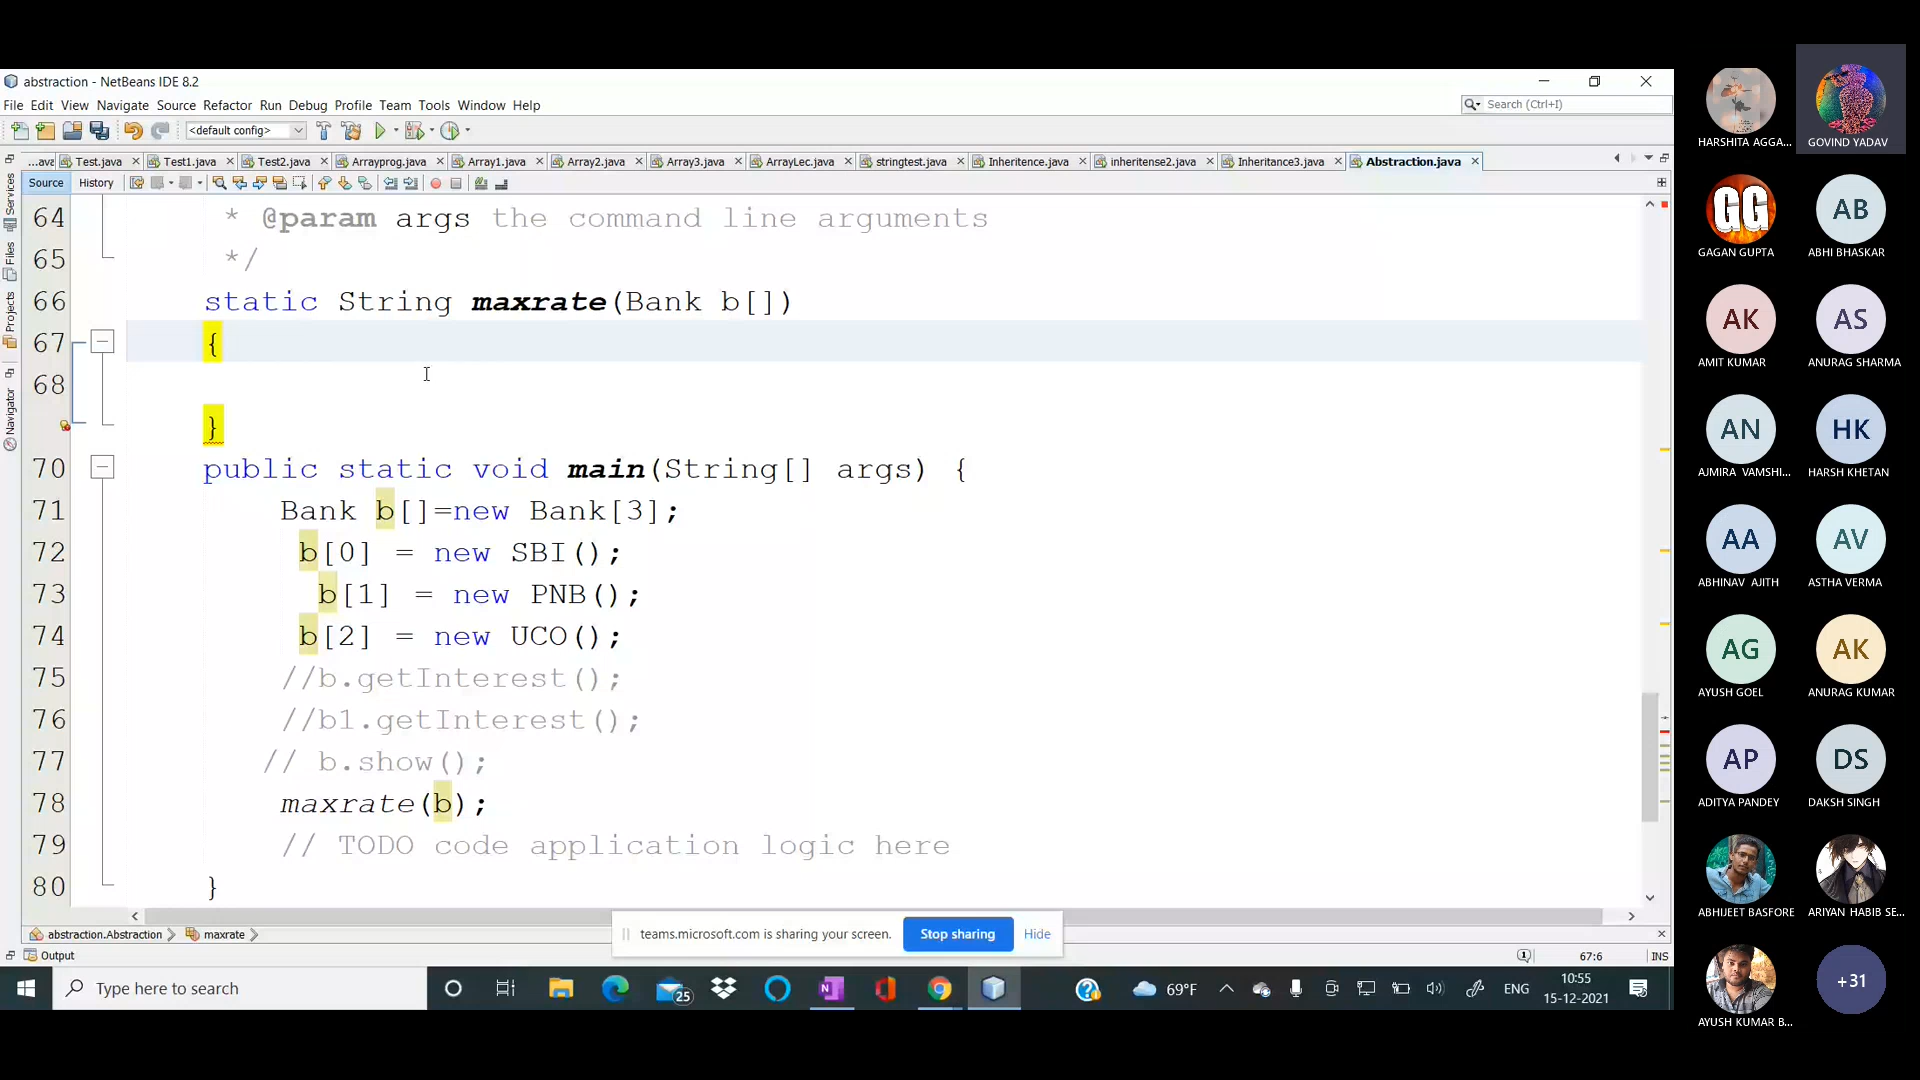 abstraction - NetBeans IDE 8.2
File Edit View Navigate Source Refactor Run Debug Profile Team Tools Window Help
Search (Ctrl+I)
<default config>
...ava Test.java Test1.java Test2.java Arrayprog.java Array1.java Array2.java Array3.java ArrayLec.java stringtest.java Inheritence.java inheritense2.java Inheritance3.java Abstraction.java
Source History
Services
Files
Projects
Navigator
64 * @param args the command line arguments
65 */
66 static String maxrate(Bank b[])
67 {
68
}
70 public static void main(String[] args) {
71 Bank b[]=new Bank[3];
72 b[0] = new SBI();
73 b[1] = new PNB();
74 b[2] = new UCO();
75 //b.getInterest();
76 //b1.getInterest();
77 // b.show();
78 maxrate(b);
79 // TODO code application logic here
80 }
teams.microsoft.com is sharing your screen. Stop sharing Hide
abstraction.Abstraction maxrate
Output
1 67:6 INS
Type here to search
25
N
69°F
ENG
10:55
15-12-2021
HARSHITA AGGA... GOVIND YADAV
GG AB
GAGAN GUPTA ABHI BHASKAR
AK AS
AMIT KUMAR ANURAG SHARMA
AN HK
AJMIRA VAMSHI... HARSH KHETAN
AA AV
ABHINAV AJITH ASTHA VERMA
AG AK
AYUSH GOEL ANURAG KUMAR
AP DS
ADITYA PANDEY DAKSH SINGH
ABHIJEET BASFORE ARIYAN HABIB SE...
+31
AYUSH KUMAR B...